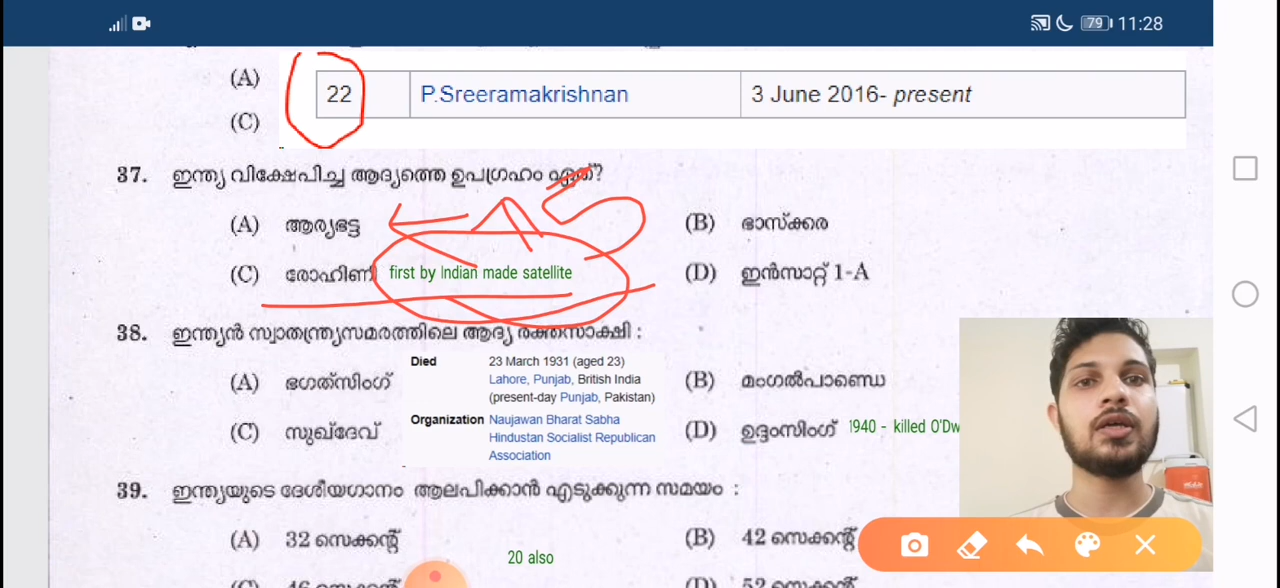 79 11:28
(A)
22 P.Sreeramakrishnan 3 June 2016- present
(C)
37. ഇന്ത്യ വിക്ഷേപിച്ച ആദ്യത്തെ ഉപഗ്രഹം ഏത്?
(A) ആര്യഭട്ട (B) ഭാസ്ക്കര
(C) രോഹിണി first by Indian made satellite (D) ഇൻസാറ്റ് 1-A
38. ഇന്ത്യൻ സ്വാതന്ത്ര്യസമരത്തിലെ ആദ്യ രക്തസാക്ഷി :
Died 23 March 1931 (aged 23)
(A) ഭഗത്സിംഗ് Lahore, Punjab, British India (B) മംഗൽപാണ്ഡെ
(present-day Punjab, Pakistan)
Organization Naujawan Bharat Sabha
(C) സുഖ്ദേവ് Hindustan Socialist Republican (D) ഉദ്ദംസിംഗ് 1940 - killed O'Dw
Association
39. ഇന്ത്യയുടെ ദേശീയഗാനം ആലപിക്കാൻ എടുക്കുന്ന സമയം :
(A) 32 സെക്കന്റ് (B) 42 സെക്കന്റ്
20 also